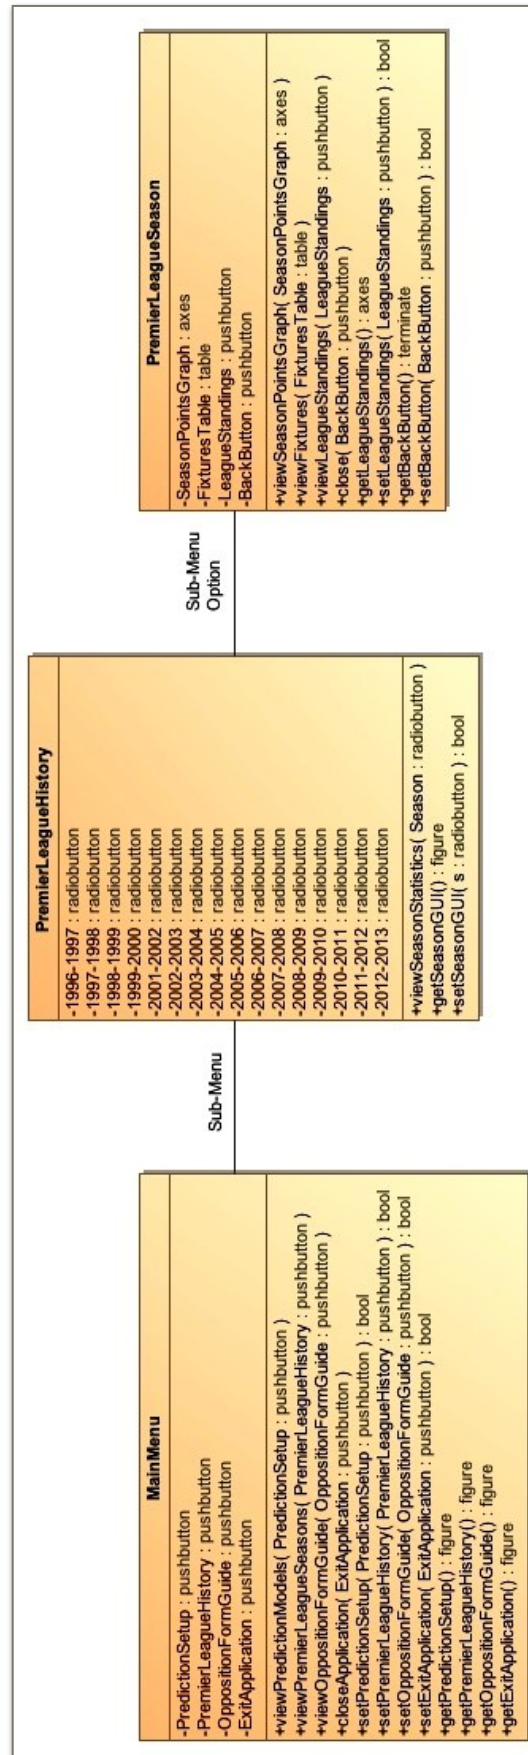 MainMenu
-PredictionSetup : pushbutton
-PremierLeagueHistory : pushbutton
-OppositionFormGuide : pushbutton
-ExitApplication : pushbutton
+viewPredictionModels( PredictionSetup : pushbutton )
+viewPremierLeagueSeasons( PremierLeagueHistory : pushbutton )
+viewOppositionFormGuide( OppositionFormGuide : pushbutton )
+closeApplication( ExitApplication : pushbutton )
+setPredictionSetup( PredictionSetup : pushbutton ) : bool
+setPremierLeagueHistory( PremierLeagueHistory : pushbutton ) : bool
+setOppositionFormGuide( OppositionFormGuide : pushbutton ) : bool
+setExitApplication( ExitApplication : pushbutton ) : bool
+getPredictionSetup() : figure
+getPremierLeagueHistory() : figure
+getOppositionFormGuide() : figure
+getExitApplication() : figure
Sub-Menu
PremierLeagueHistory
-1996-1997 : radiobutton
-1997-1998 : radiobutton
-1998-1999 : radiobutton
-1999-2000 : radiobutton
-2001-2002 : radiobutton
-2002-2003 : radiobutton
-2003-2004 : radiobutton
-2004-2005 : radiobutton
-2005-2006 : radiobutton
-2006-2007 : radiobutton
-2007-2008 : radiobutton
-2008-2009 : radiobutton
-2009-2010 : radiobutton
-2010-2011 : radiobutton
-2011-2012 : radiobutton
-2012-2013 : radiobutton
+viewSeasonStatistics( Season : radiobutton )
+getSeasonGUI() : figure
+setSeasonGUI( s : radiobutton ) : bool
Sub-Menu
Option
PremierLeagueSeason
-SeasonPointsGraph : axes
-FixturesTable : table
-LeagueStandings : pushbutton
-BackButton : pushbutton
+viewSeasonPointsGraph( SeasonPointsGraph : axes )
+viewFixtures( FixturesTable : table )
+viewLeagueStandings( LeagueStandings : pushbutton )
+close( BackButton : pushbutton )
+getLeagueStandings() : axes
+setLeagueStandings( LeagueStandings : pushbutton ) : bool
+getBackButton() : terminate
+setBackButton( BackButton : pushbutton ) : bool